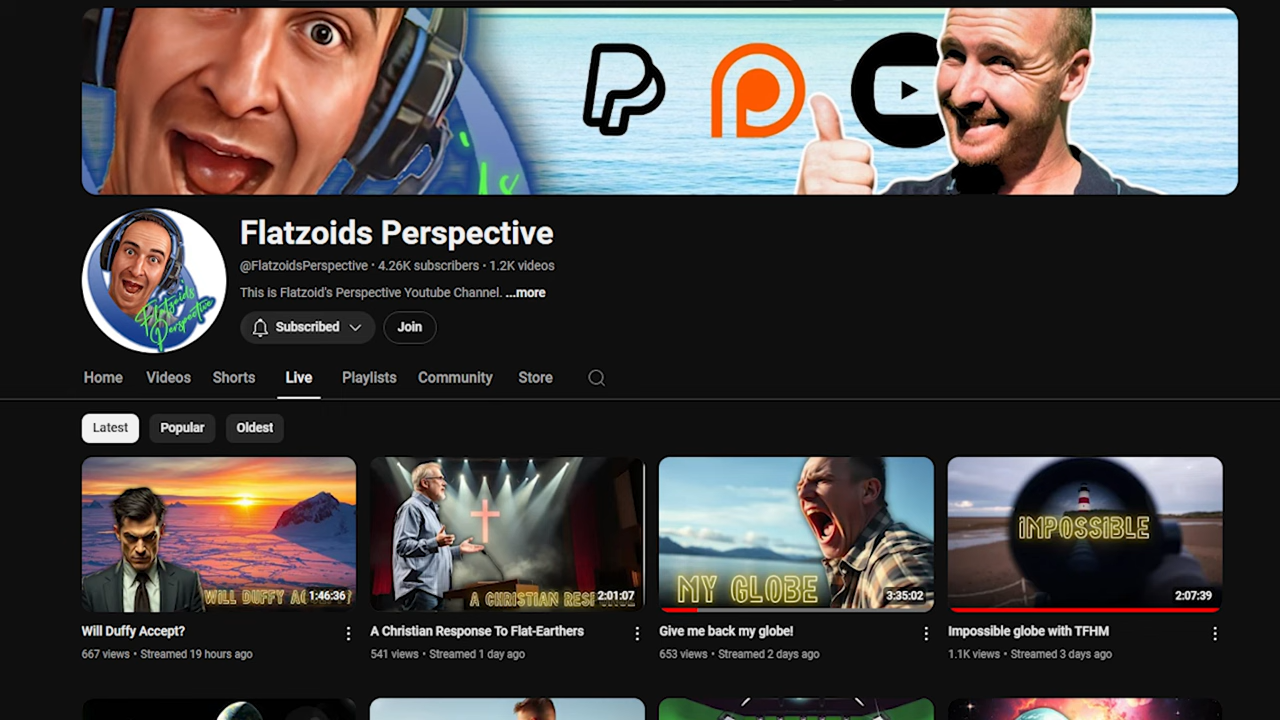 Flatzoids Perspective
Flatzoids Perspective
@FlatzoidsPerspective • 4.26K subscribers • 1.2K videos
This is Flatzoid's Perspective Youtube Channel. ...more
Subscribed Join
Home Videos Shorts Live Playlists Community Store
Latest Popular Oldest
IMPOSSIBLE
MY GLOBE
WILL DUFFY 1:46:36
A CHRISTIAN 2:01:07
3:35:02
2:07:39
Will Duffy Accept? A Christian Response To Flat-Earthers Give me back my globe! Impossible globe with TFHM
667 views • Streamed 19 hours ago 541 views • Streamed 1 day ago 653 views • Streamed 2 days ago 1.1K views • Streamed 3 days ago